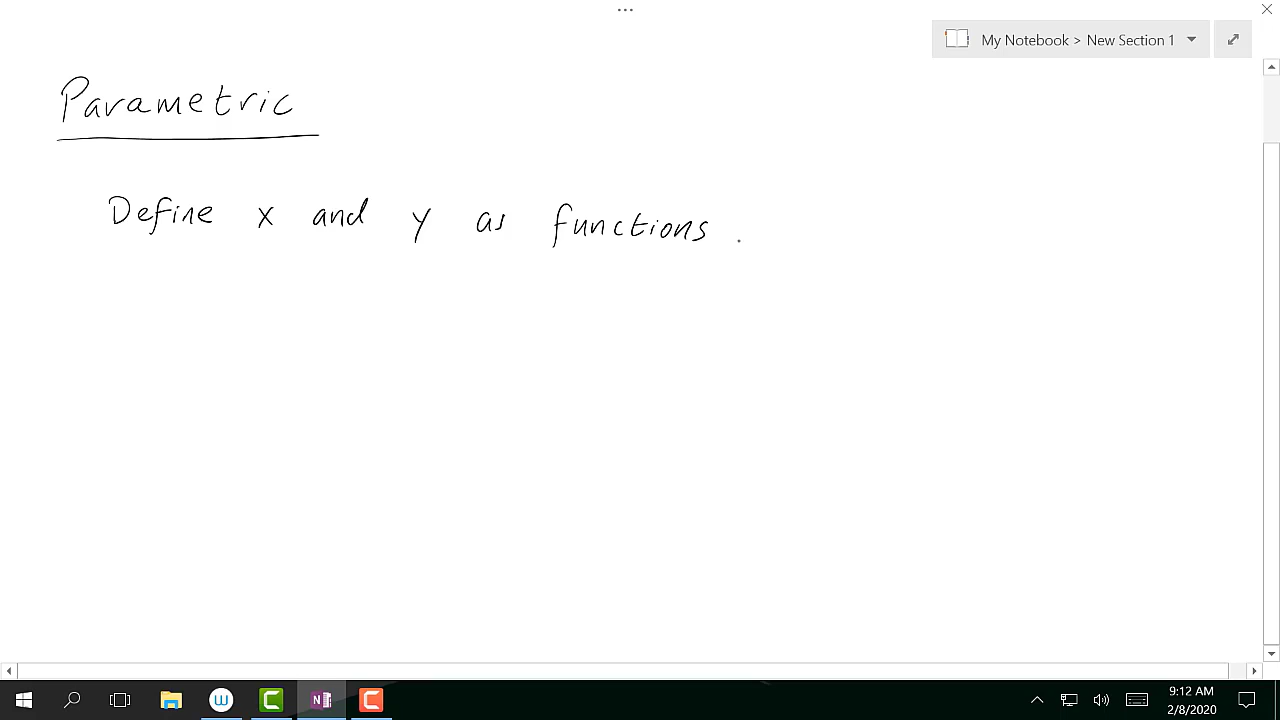 ...
My Notebook > New Section 1
Parametric
Define x and y as functions .
9:12 AM
2/8/2020